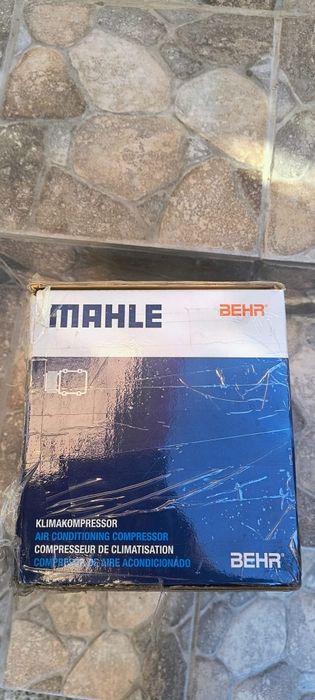 MAHLE
BEHR
KLIMAKOMPRESSOR
AIR CONDITIONING COMPRESSOR
COMPRESSEUR DE CLIMATISATION
COMPRESOR DE AIRE ACONDICIONADO
BEHR